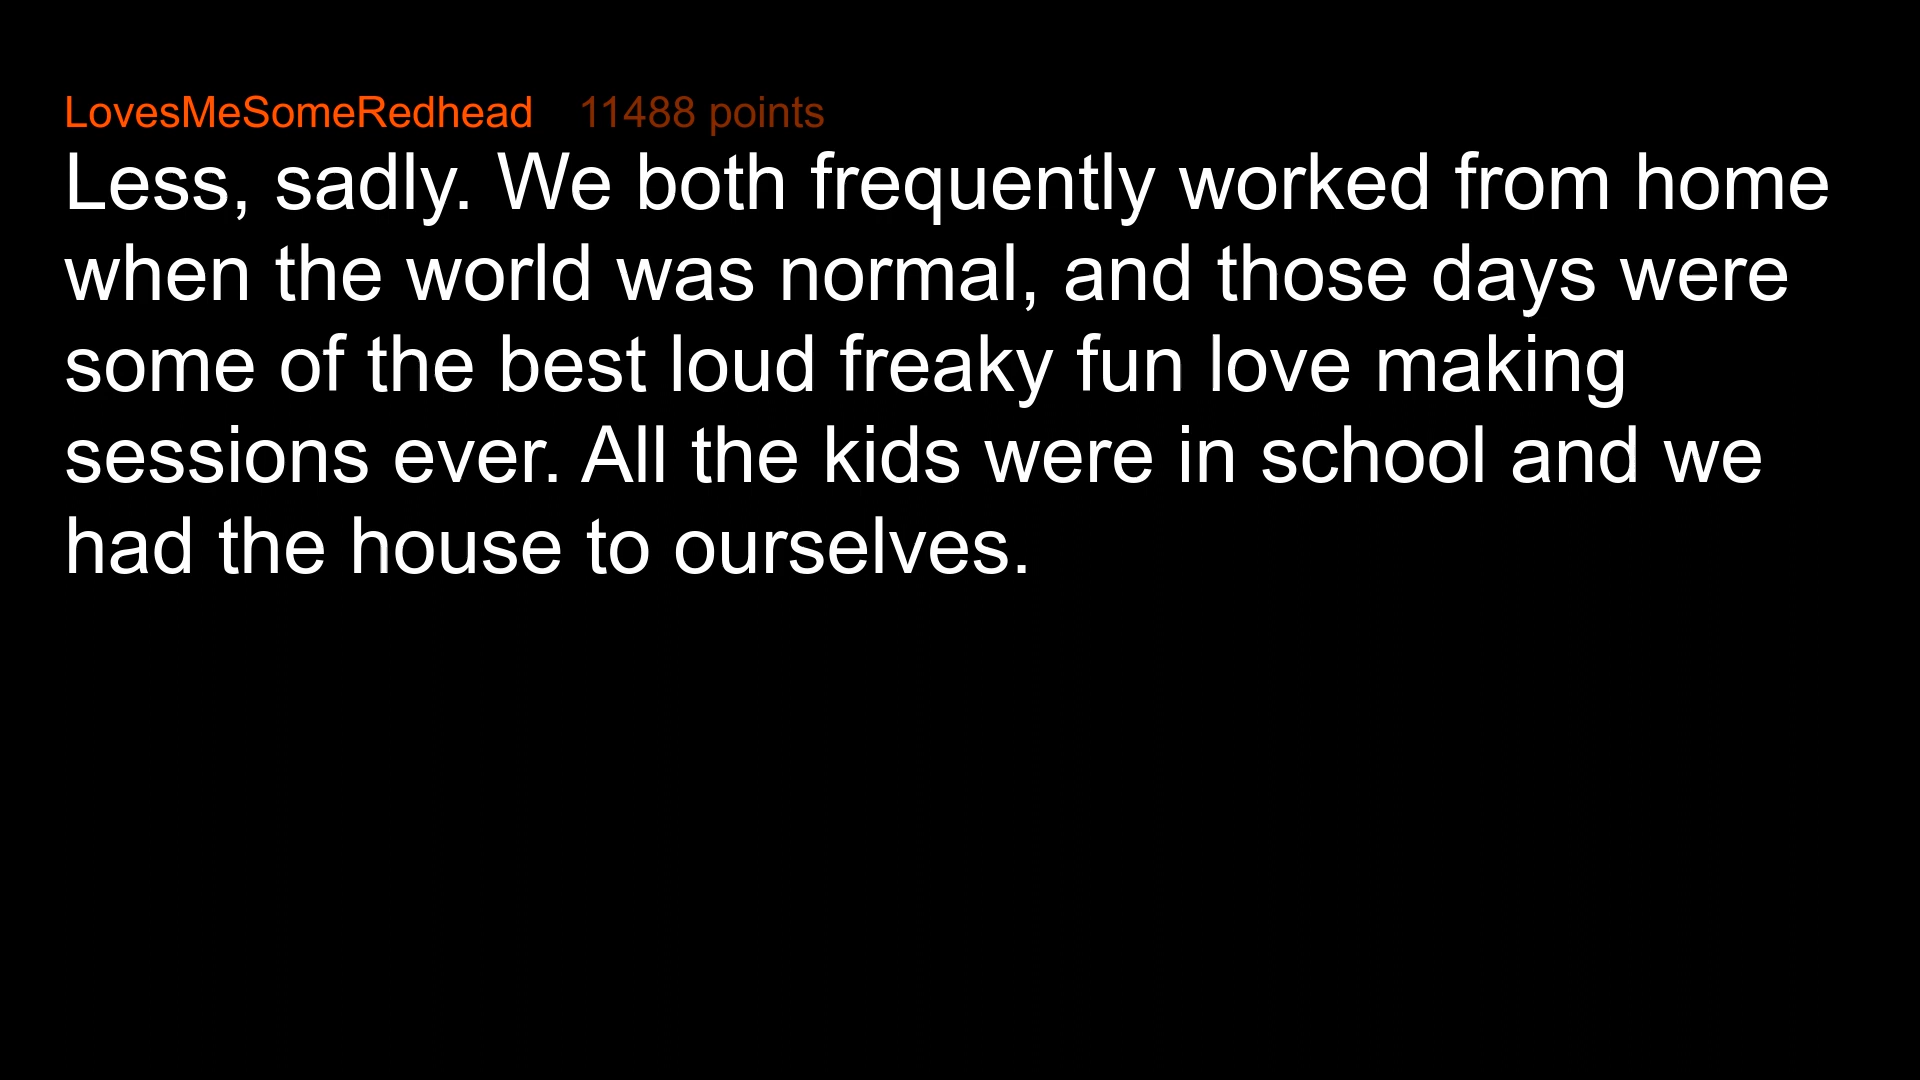 LovesMeSomeRedhead 11488 points
Less, sadly. We both frequently worked from home
when the world was normal, and those days were
some of the best loud freaky fun love making
sessions ever. All the kids were in school and we
had the house to ourselves.